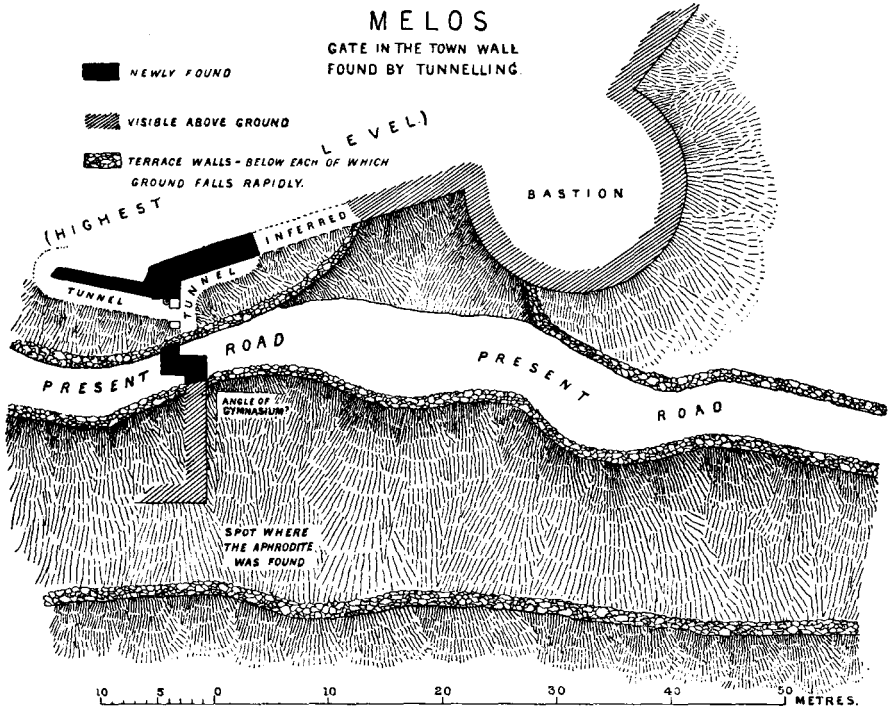 MELOS
GATE IN THE TOWN WALL
FOUND BY TUNNELLING.
NEWLY FOUND
VISIBLE ABOVE GROUND
TERRACE WALLS - BELOW EACH OF WHICH
GROUND FALLS RAPIDLY.
(HIGHEST LEVEL.)
BASTION
INFERRED
TUNNEL
TUNNEL
PRESENT ROAD
PRESENT ROAD
ANGLE OF
GYMNASIUM?
SPOT WHERE
THE APHRODITE
WAS FOUND
10 5 0 10 20 30 40 50 METRES.